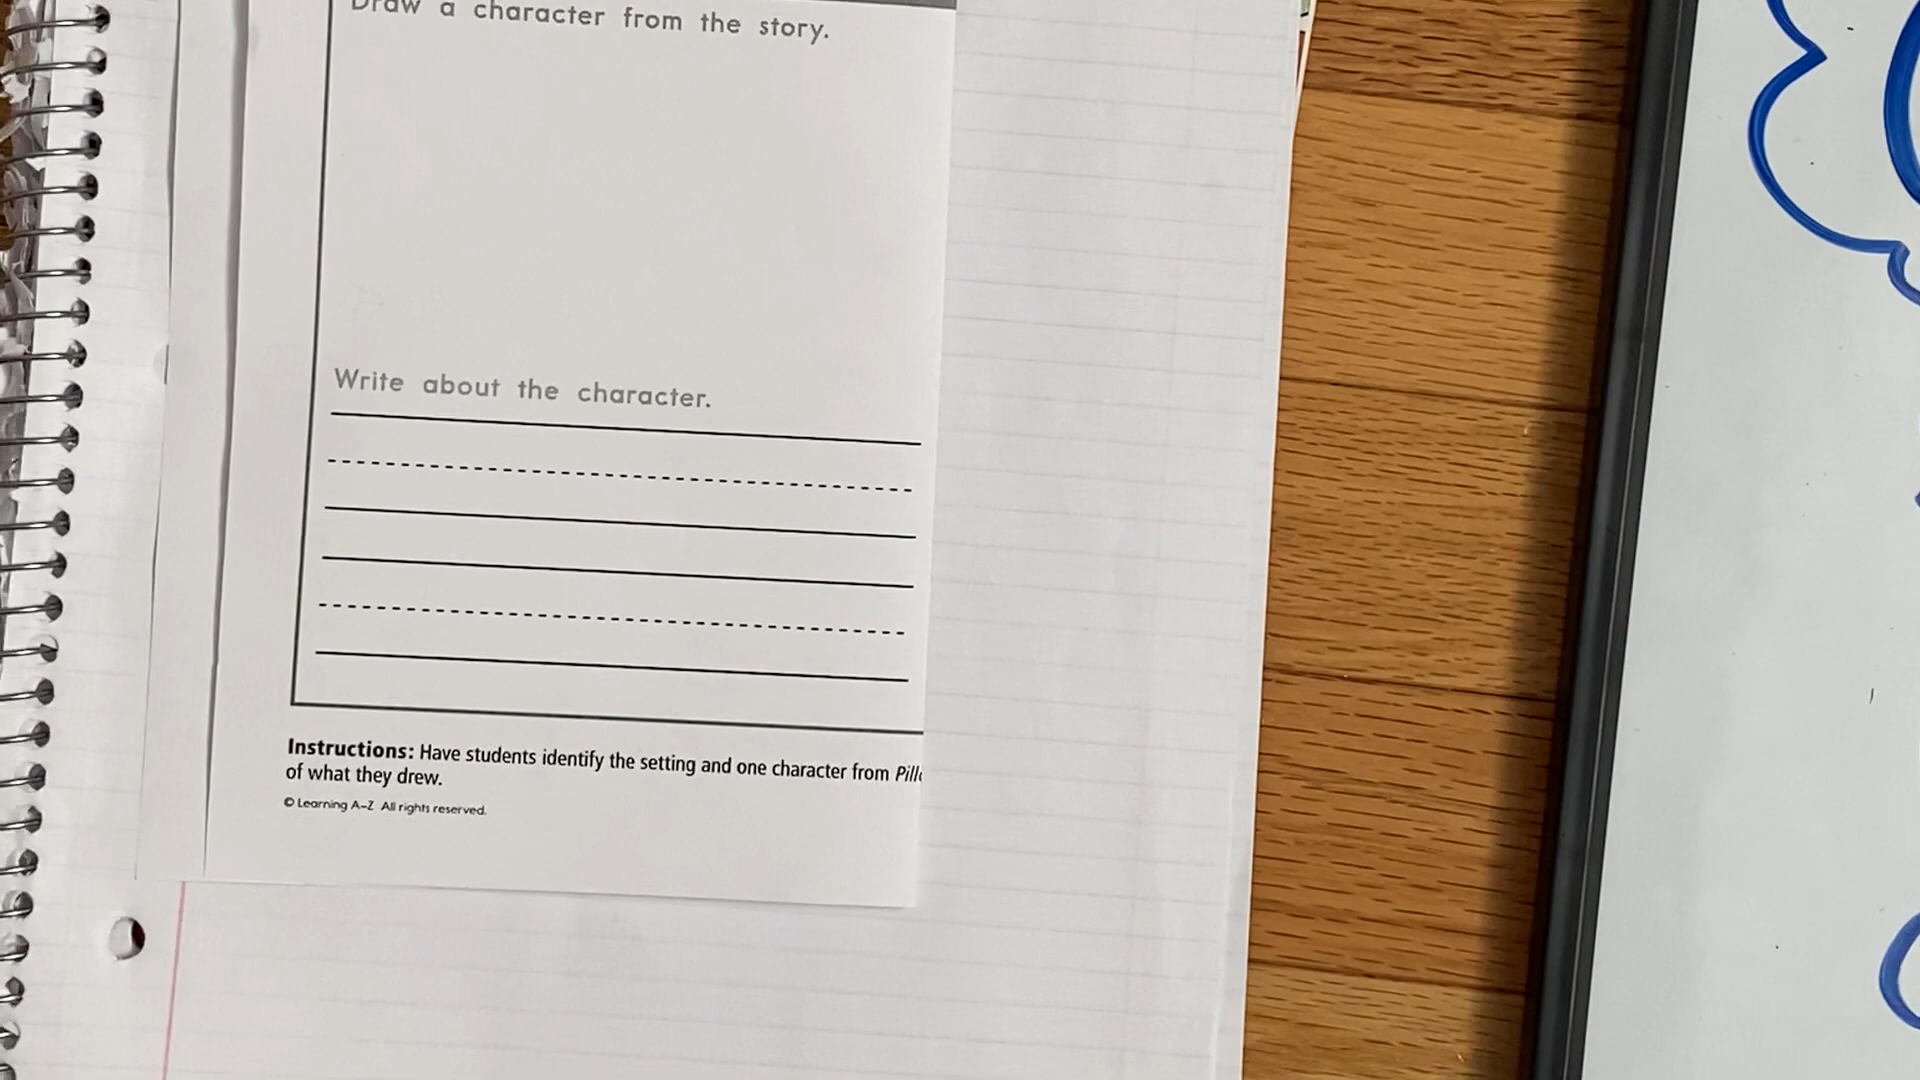 Draw a character from the story.
Write about the character.
Instructions: Have students identify the setting and one character from
of what they drew.
© Learning A–Z All rights reserved.